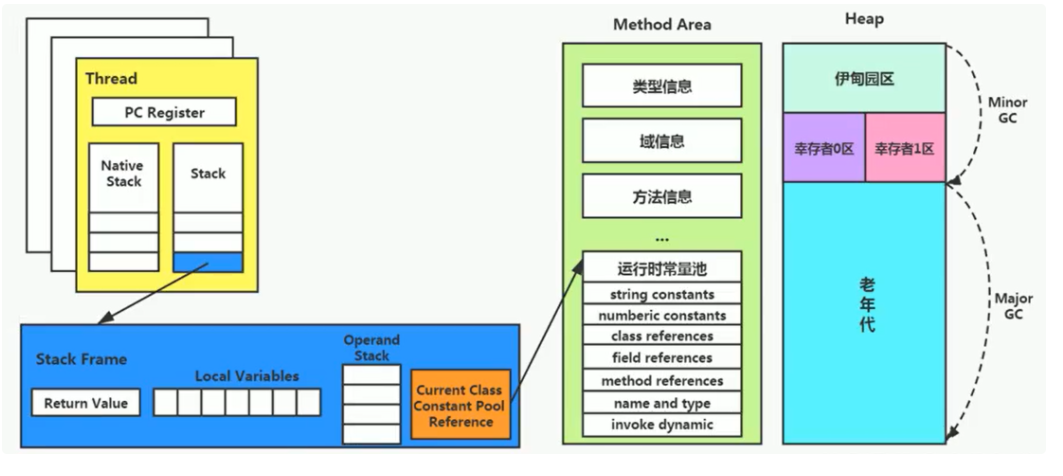 Thread
PC Register
Native
Stack
Stack
Stack Frame
Return Value
Local Variables
Operand
Stack
Current Class
Constant Pool
Reference
Method Area
类型信息
域信息
方法信息
...
运行时常量池
string constants
numberic constants
class references
field references
method references
name and type
invoke dynamic
Heap
伊甸园区
幸存者0区
幸存者1区
老
年
代
Minor
GC
Major
GC